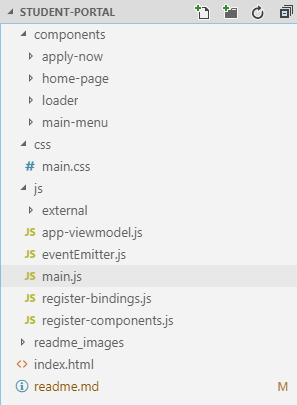 STUDENT-PORTAL
components
apply-now
home-page
loader
main-menu
css
# main.css
js
external
JS app-viewmodel.js
JS eventEmitter.js
JS main.js
JS register-bindings.js
JS register-components.js
readme_images
<> index.html
readme.md M